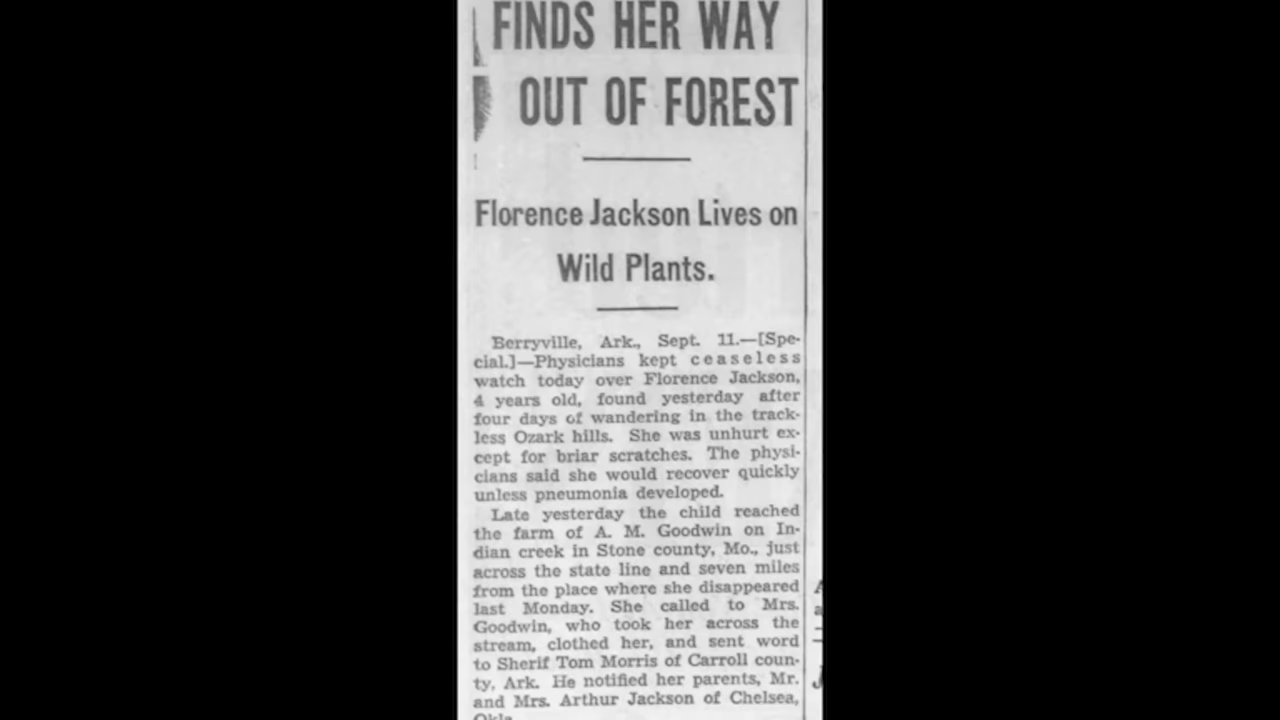 FINDS HER WAY
OUT OF FOREST
Florence Jackson Lives on
Wild Plants.
Berryville, Ark., Sept. 11.—[Spe-
cial.]—Physicians kept ceaseless
watch today over Florence Jackson,
4 years old, found yesterday after
four days of wandering in the track-
less Ozark hills. She was unhurt ex-
cept for briar scratches. The physi-
cians said she would recover quickly
unless pneumonia developed.
Late yesterday the child reached
the farm of A. M. Goodwin on In-
dian creek in Stone county, Mo., just
across the state line and seven miles
from the place where she disappeared
last Monday. She called to Mrs.
Goodwin, who took her across the
stream, clothed her, and sent word
to Sherif Tom Morris of Carroll coun-
ty, Ark. He notified her parents, Mr.
and Mrs. Arthur Jackson of Chelsea,
Okla.